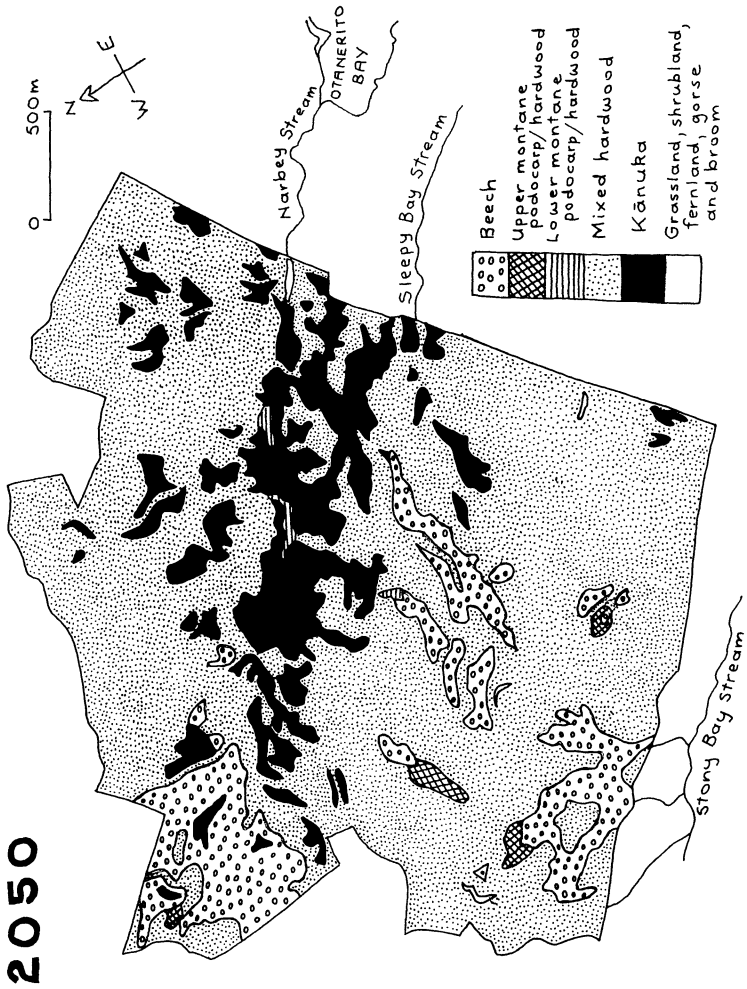 2050
0 500m
N
E
W
Narbey Stream
OTANERITO
BAY
Sleepy Bay Stream
Stony Bay Stream
Beech
Upper montane
podocarp/hardwood
Lower montane
podocarp/hardwood
Mixed hardwood
Kānuka
Grassland, shrubland,
fernland, gorse
and broom